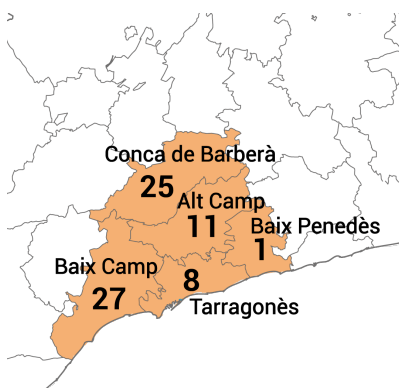 Conca de Barberà
25
Alt Camp
11
Baix Penedès
1
Baix Camp
27
8
Tarragonès